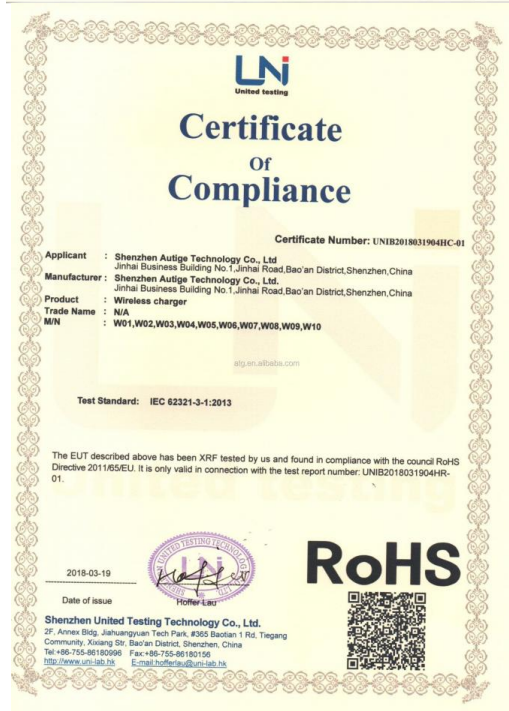 UNi
United testing
Certificate
Of
Compliance
Certificate Number: UNIB2018031904HC-01
Applicant : Shenzhen Autige Technology Co., Ltd
Jinhai Business Building No.1,Jinhai Road,Bao'an District,Shenzhen,China
Manufacturer : Shenzhen Autige Technology Co., Ltd.
Jinhai Business Building No.1,Jinhai Road,Bao'an District,Shenzhen,China
Product : Wireless charger
Trade Name : N/A
M/N : W01,W02,W03,W04,W05,W06,W07,W08,W09,W10
atg.en.alibaba.com
Test Standard: IEC 62321-3-1:2013
The EUT described above has been XRF tested by us and found in compliance with the council RoHS
Directive 2011/65/EU. It is only valid in connection with the test report number: UNIB2018031904HR-
01.
United testing
UNITED TESTING TECHNOLOGY
2018-03-19
Date of issue
Hoffer Lau
RoHS
Shenzhen United Testing Technology Co., Ltd.
2F, Annex Bldg, Jiahuangyuan Tech Park, #365 Baotian 1 Rd, Tiegang
Community, Xixiang Str, Bao'an District, Shenzhen, China
Tel:+86-755-86180996 Fax:+86-755-86180156
http://www.uni-lab.hk E-mail:hofferlau@uni-lab.hk